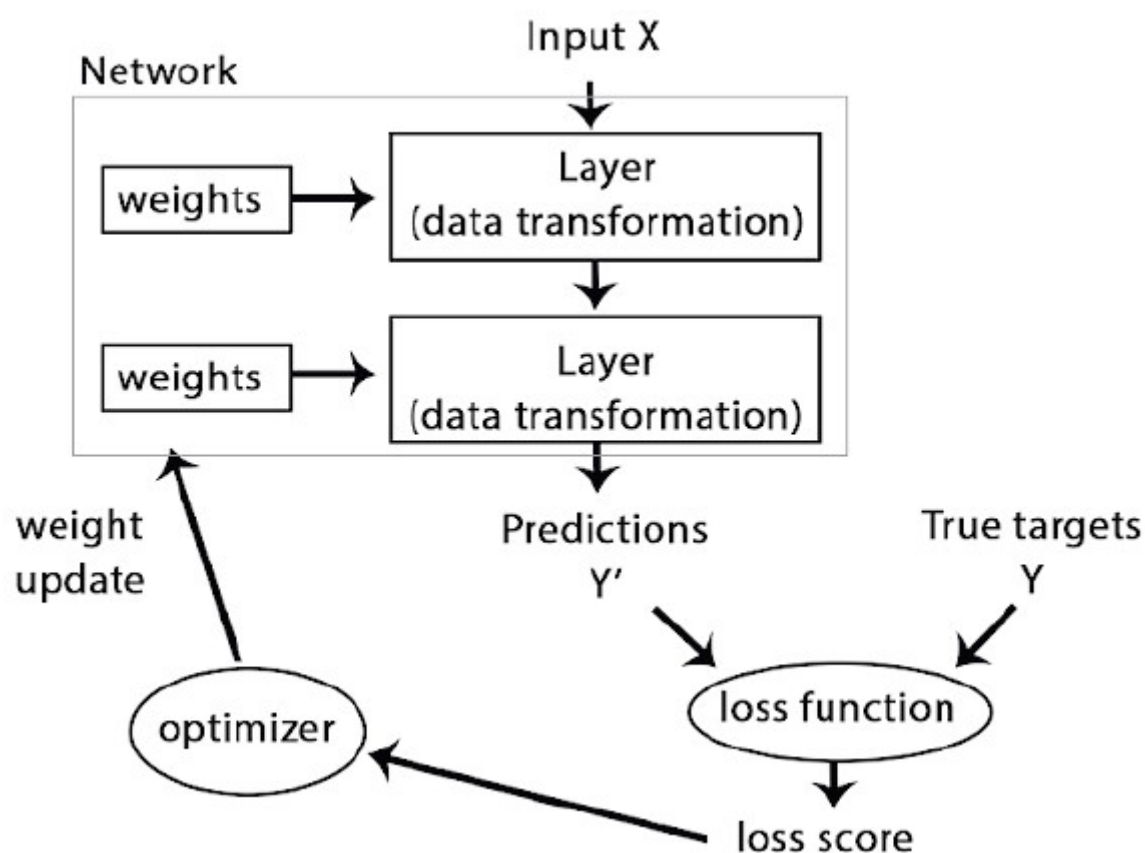 Input X
Network
weights
Layer
(data transformation)
weights
Layer
(data transformation)
weight
update
Predictions
Y'
True targets
Y
optimizer
loss function
loss score